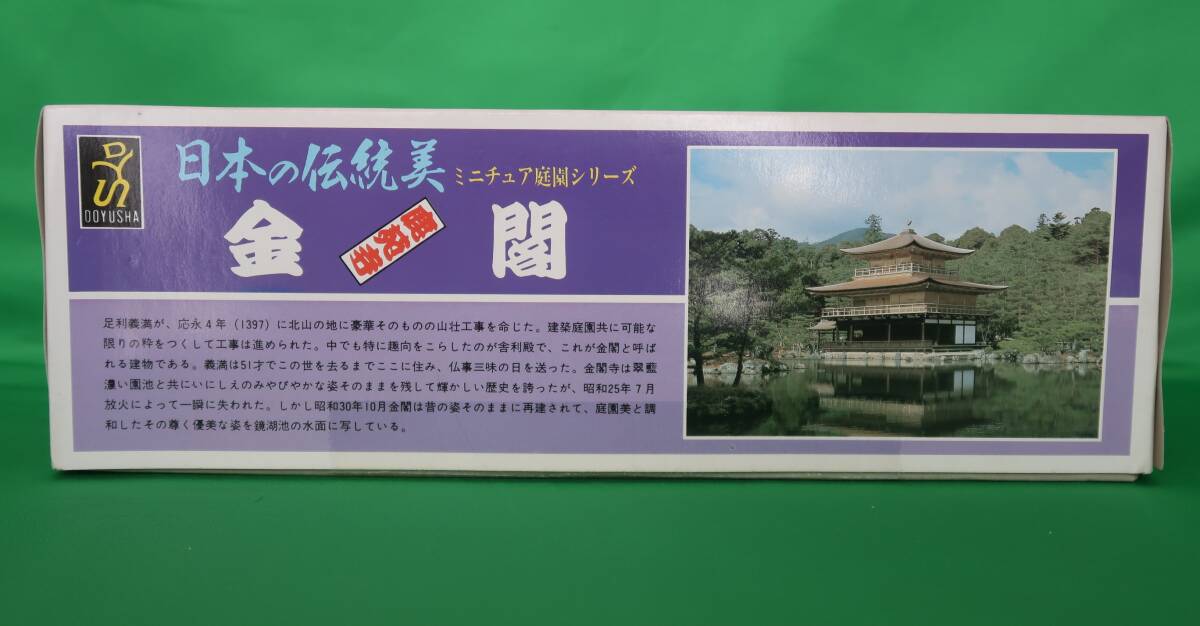 DYS
DOYUSHA
日本の伝統美 ミニチュア庭園シリーズ
金 閣
慶祝者
足利義満が、応永4年(1397)に北山の地に豪華そのものの山壮工事を命じた。建築庭園共に可能な
限りの粋をつくして工事は進められた。中でも特に趣向をこらしたのが舎利殿で、これが金閣と呼ば
れる建物である。義満は51才でこの世を去るまでここに住み、仏事三昧の日を送った。金閣寺は翠藍
濃い園池と共にいにしえのみやびやかな姿そのままを残して輝かしい歴史を誇ったが、昭和25年7月
放火によって一瞬に失われた。しかし昭和30年10月金閣は昔の姿そのままに再建されて、庭園美と調
和したその尊く優美な姿を鏡湖池の水面に写している。